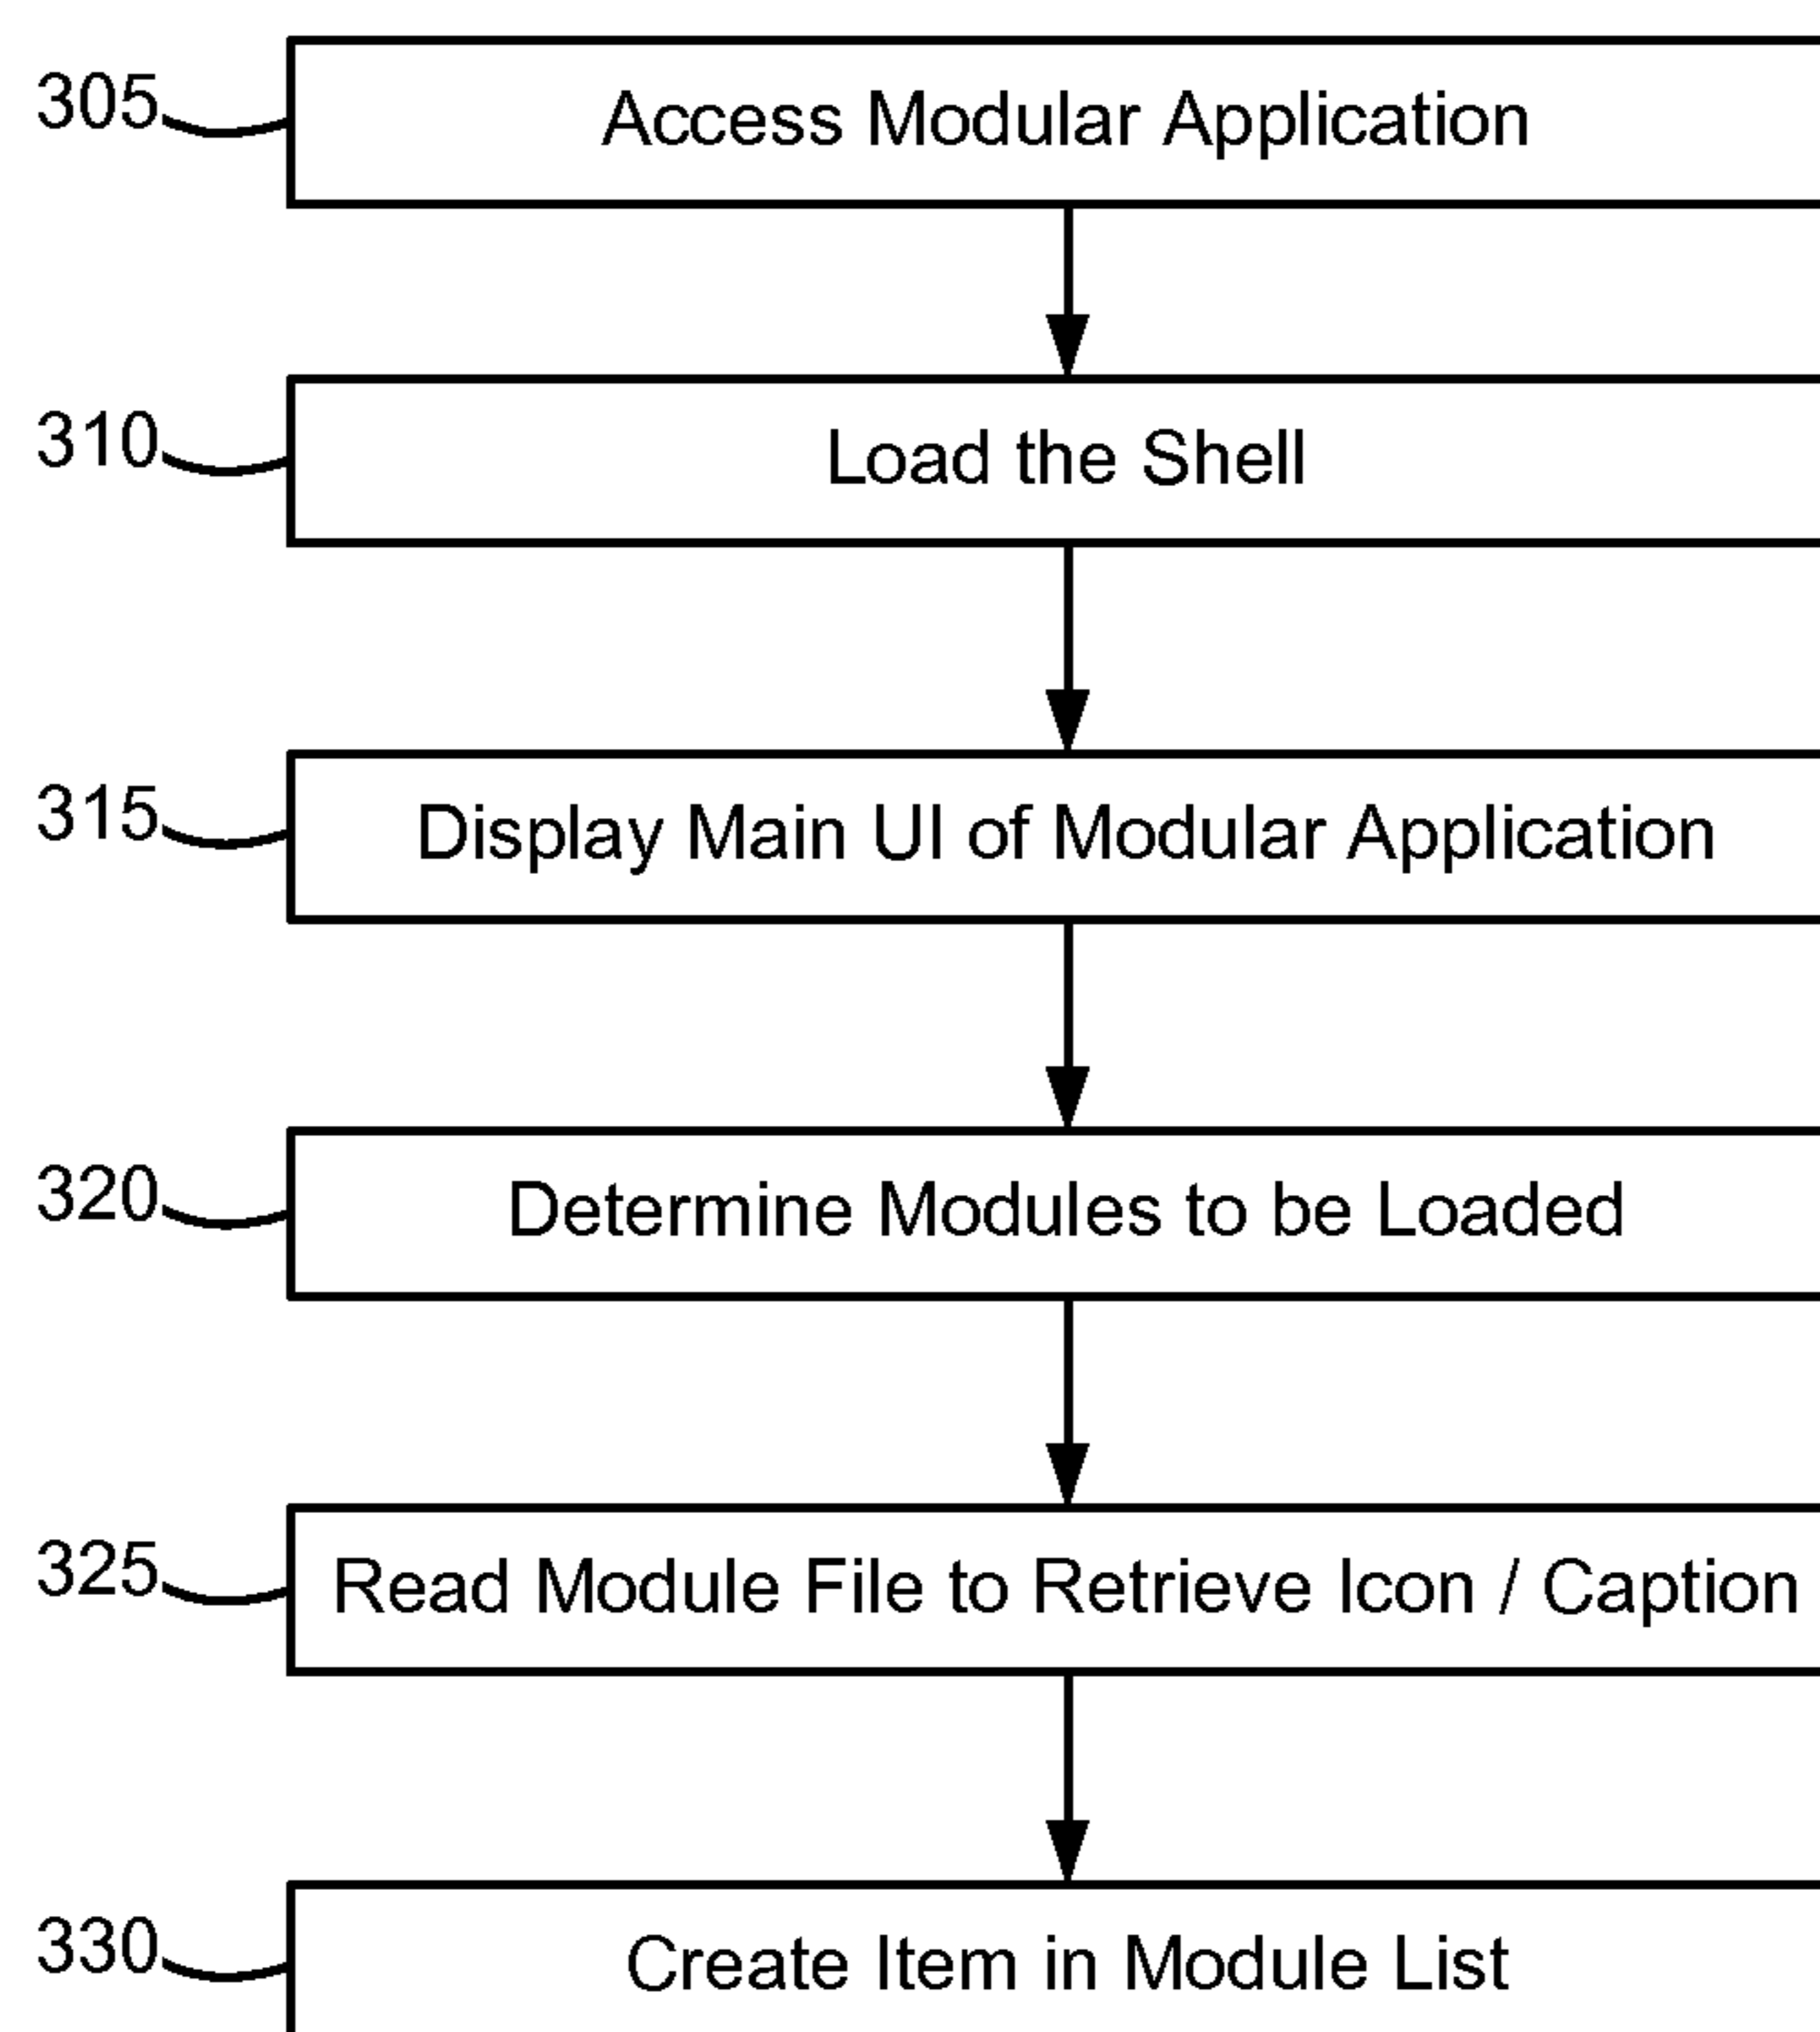 305 Access Modular Application
310 Load the Shell
315 Display Main UI of Modular Application
320 Determine Modules to be Loaded
325 Read Module File to Retrieve Icon / Caption
330 Create Item in Module List